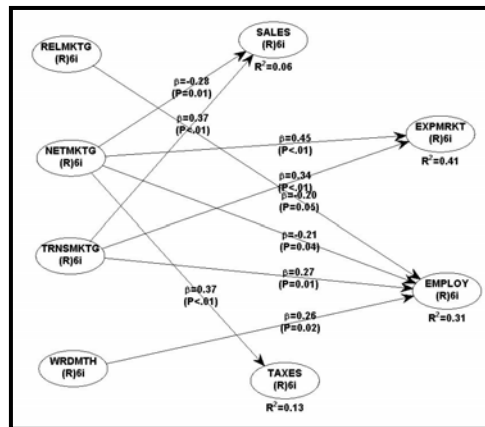 SALES
(R)6i
R²=0.06
RELMKTG
(R)6i
β=-0.28
(P=0.01)
β=0.37
(P<.01)
EXPMRKT
(R)6i
R²=0.41
NETMKTG
(R)6i
β=0.45
(P<.01)
β=0.34
(P<.01)
β=-0.20
(P=0.05)
β=-0.21
(P=0.04)
TRNSMKTG
(R)6i
β=0.27
(P=0.01)
EMPLOY
(R)6i
R²=0.31
β=0.37
(P<.01)
β=0.26
(P=0.02)
WRDMTH
(R)6i
TAXES
(R)6i
R²=0.13